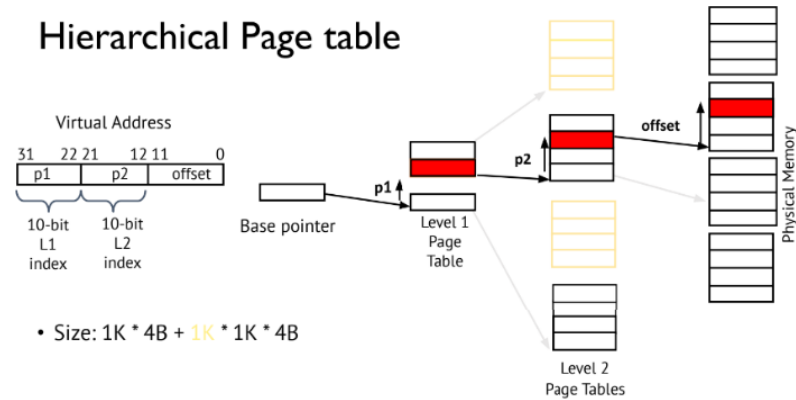 Hierarchical Page table
Virtual Address
31 22 21 12 11 0
p1 p2 offset
10-bit
L1
index
10-bit
L2
index
Base pointer
p1
Level 1
Page
Table
p2
offset
Physical Memory
Level 2
Page Tables
• Size: 1K * 4B + 1K * 1K * 4B